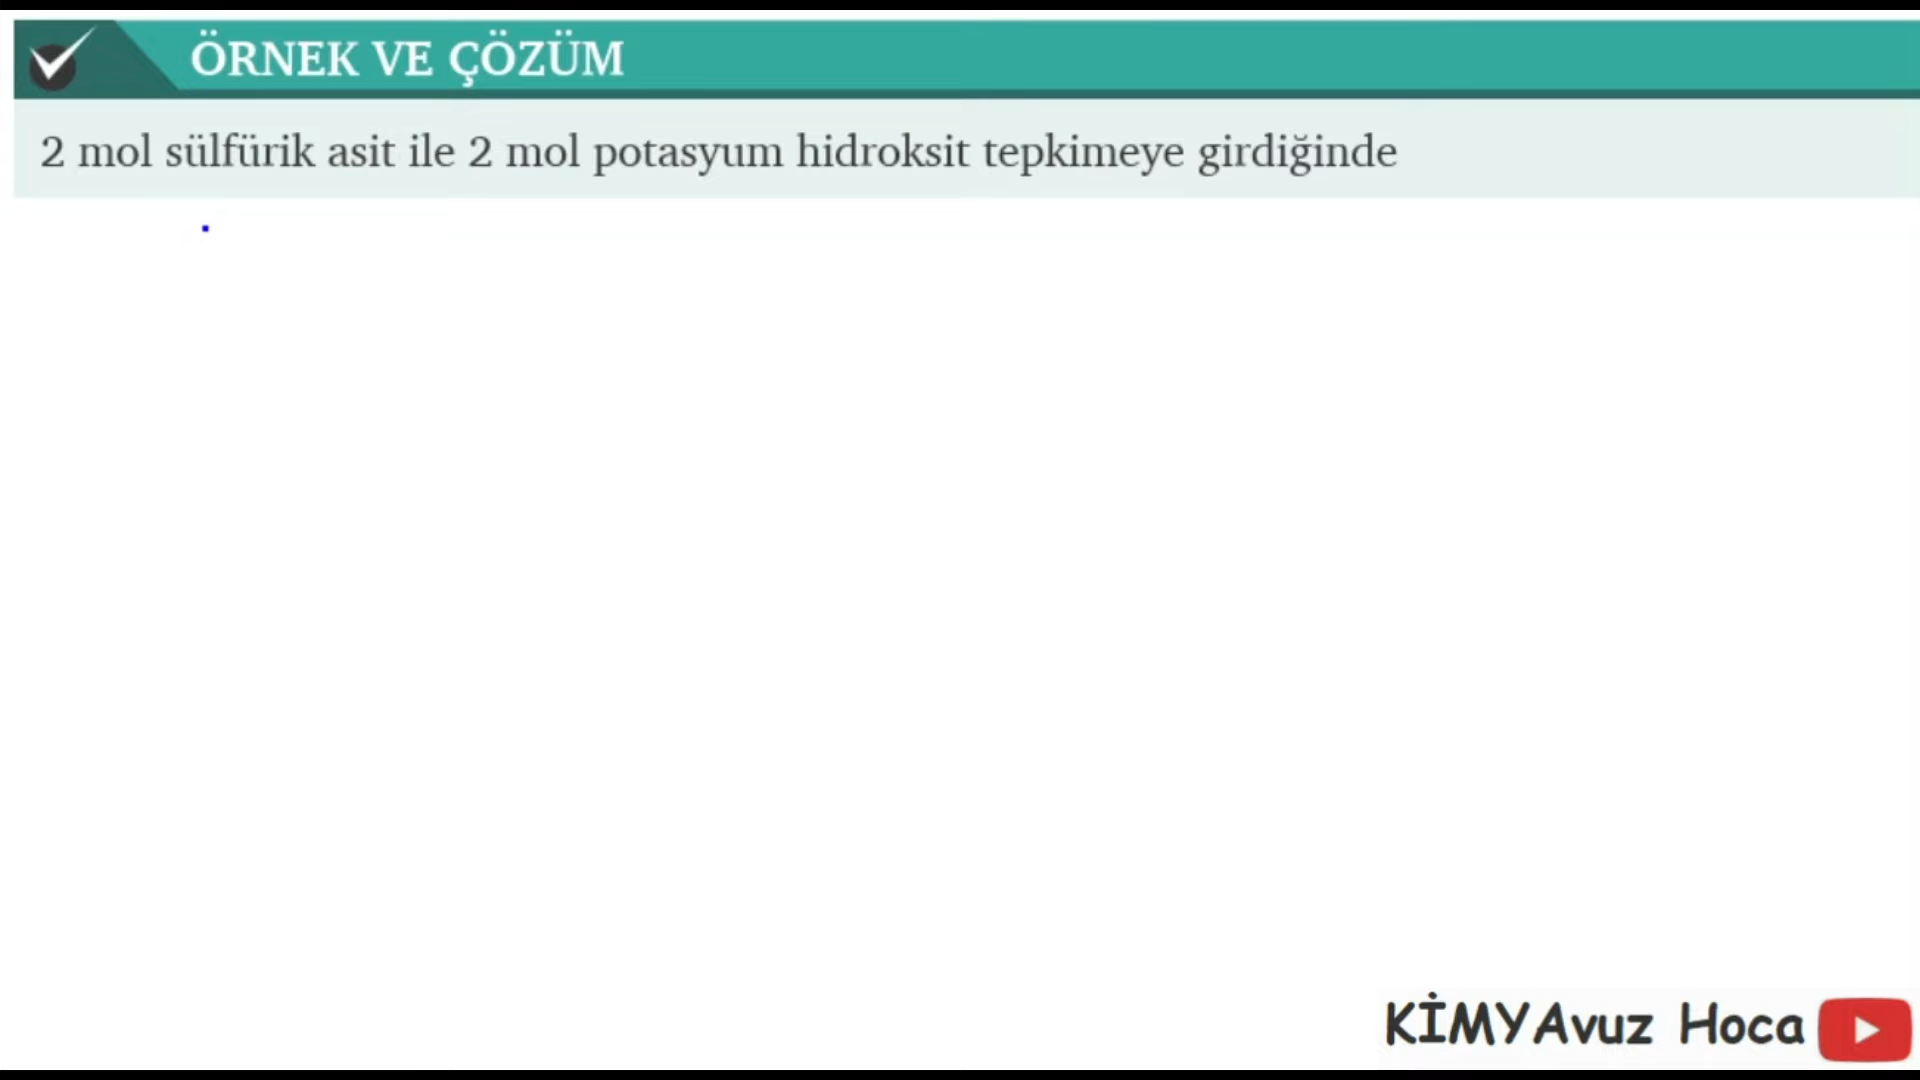 ÖRNEK VE ÇÖZÜM
2 mol sülfürik asit ile 2 mol potasyum hidroksit tepkimeye girdiğinde
KİMYAvuz Hoca